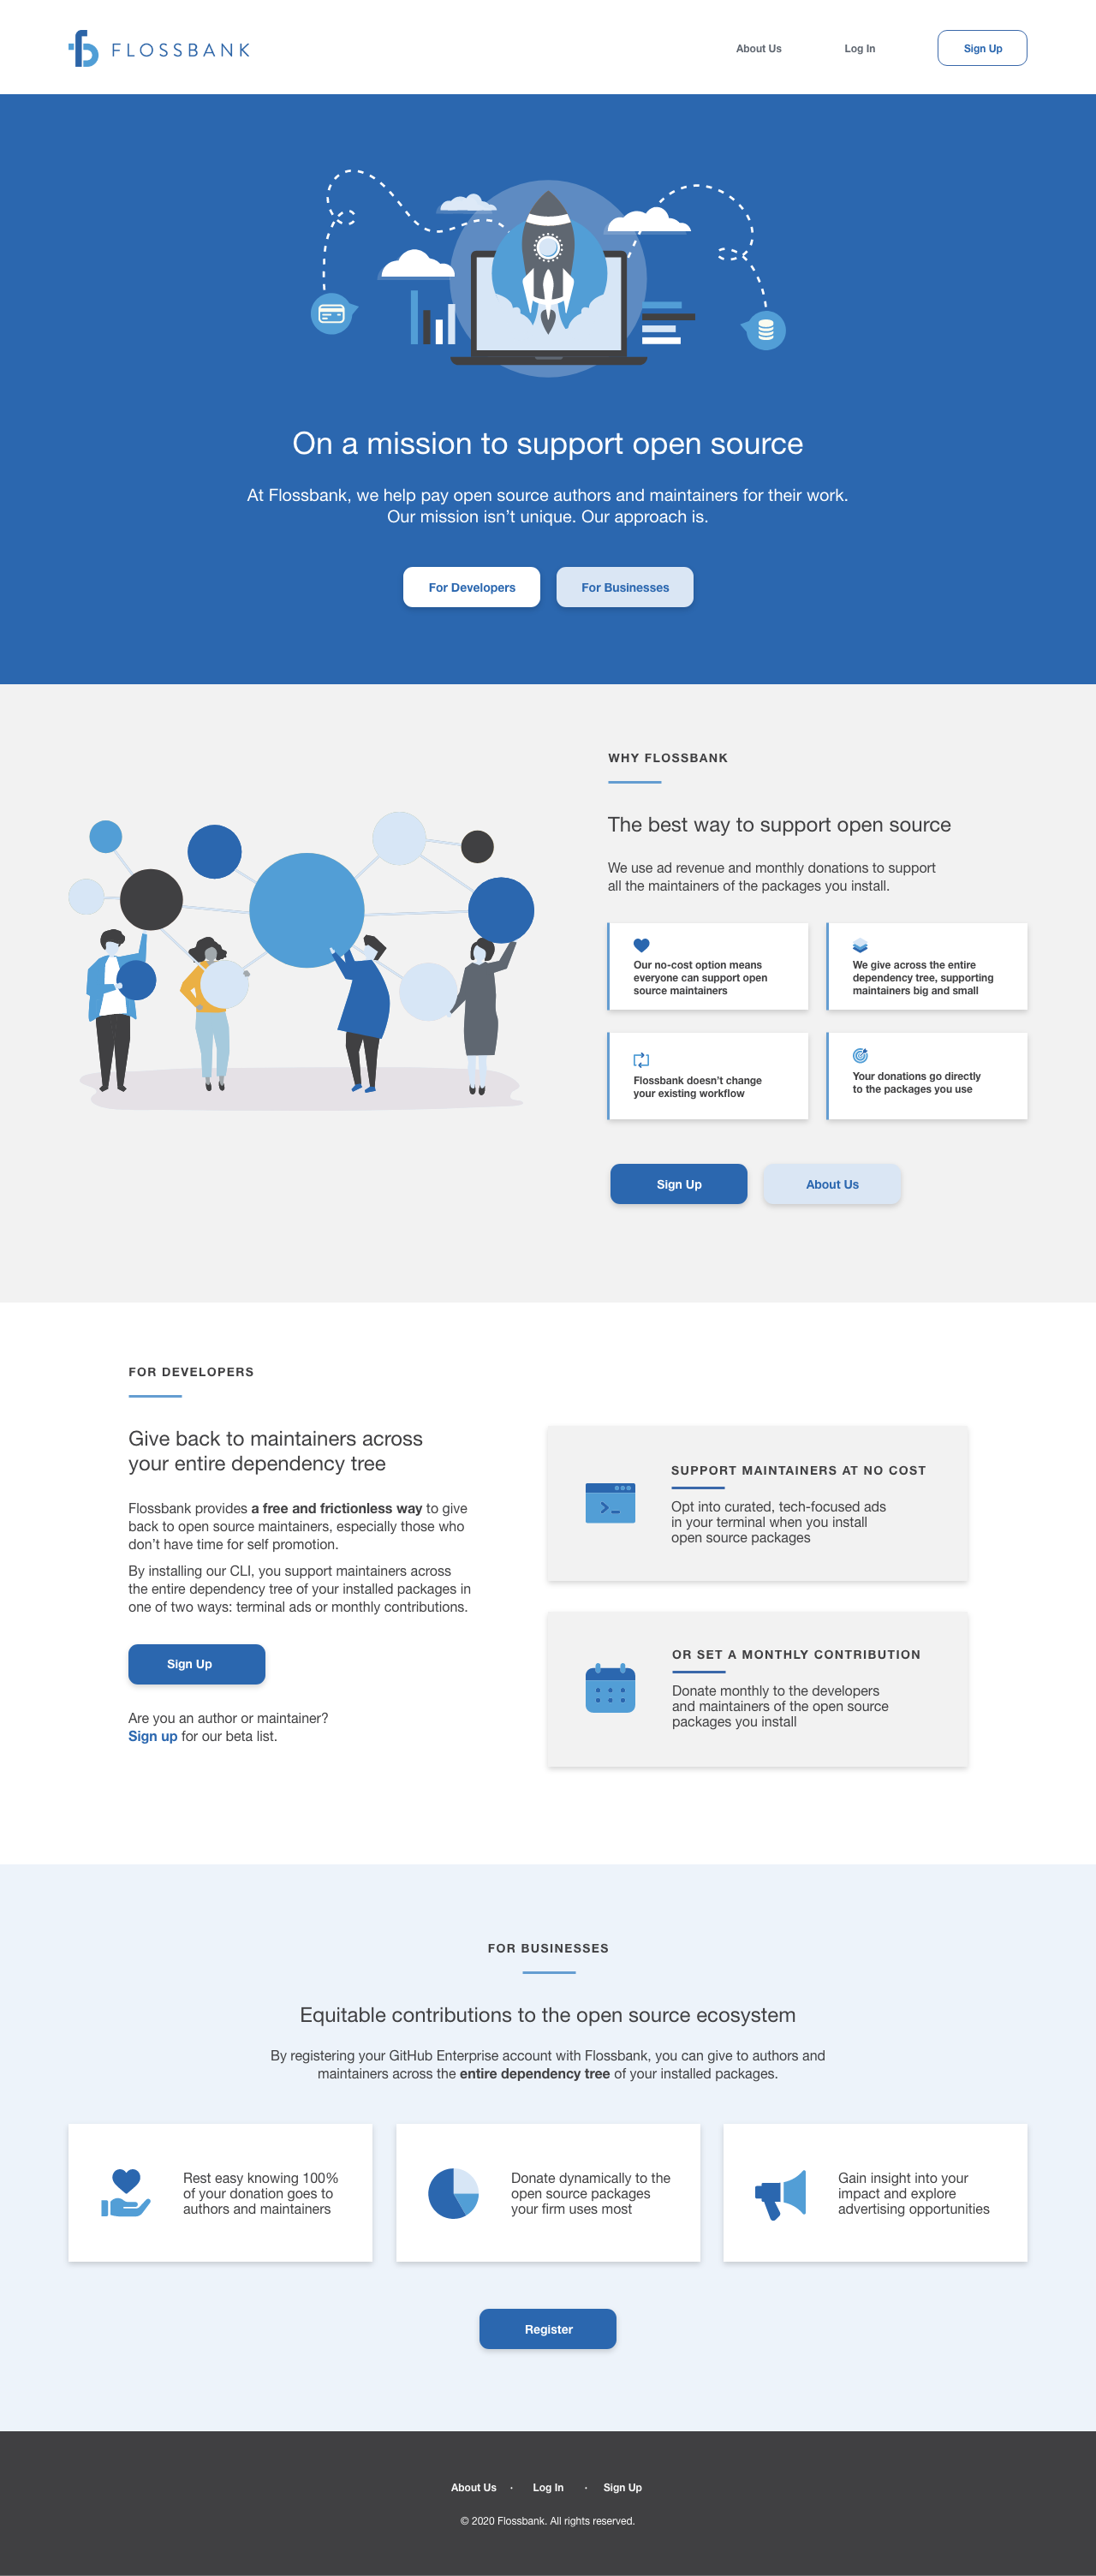 FLOSSBANK
About Us
Log In
Sign Up
On a mission to support open source
At Flossbank, we help pay open source authors and maintainers for their work.
Our mission isn’t unique. Our approach is.
For Developers
For Businesses
WHY FLOSSBANK
The best way to support open source
We use ad revenue and monthly donations to support
all the maintainers of the packages you install.
Our no-cost option means
everyone can support open
source maintainers
We give across the entire
dependency tree, supporting
maintainers big and small
Flossbank doesn’t change
your existing workflow
Your donations go directly
to the packages you use
Sign Up
About Us
FOR DEVELOPERS
Give back to maintainers across
your entire dependency tree
Flossbank provides a free and frictionless way to give
back to open source maintainers, especially those who
don’t have time for self promotion.
By installing our CLI, you support maintainers across
the entire dependency tree of your installed packages in
one of two ways: terminal ads or monthly contributions.
Sign Up
Are you an author or maintainer?
Sign up for our beta list.
SUPPORT MAINTAINERS AT NO COST
Opt into curated, tech-focused ads
in your terminal when you install
open source packages
OR SET A MONTHLY CONTRIBUTION
Donate monthly to the developers
and maintainers of the open source
packages you install
FOR BUSINESSES
Equitable contributions to the open source ecosystem
By registering your GitHub Enterprise account with Flossbank, you can give to authors and
maintainers across the entire dependency tree of your installed packages.
Rest easy knowing 100%
of your donation goes to
authors and maintainers
Donate dynamically to the
open source packages
your firm uses most
Gain insight into your
impact and explore
advertising opportunities
Register
About Us · Log In · Sign Up
© 2020 Flossbank. All rights reserved.